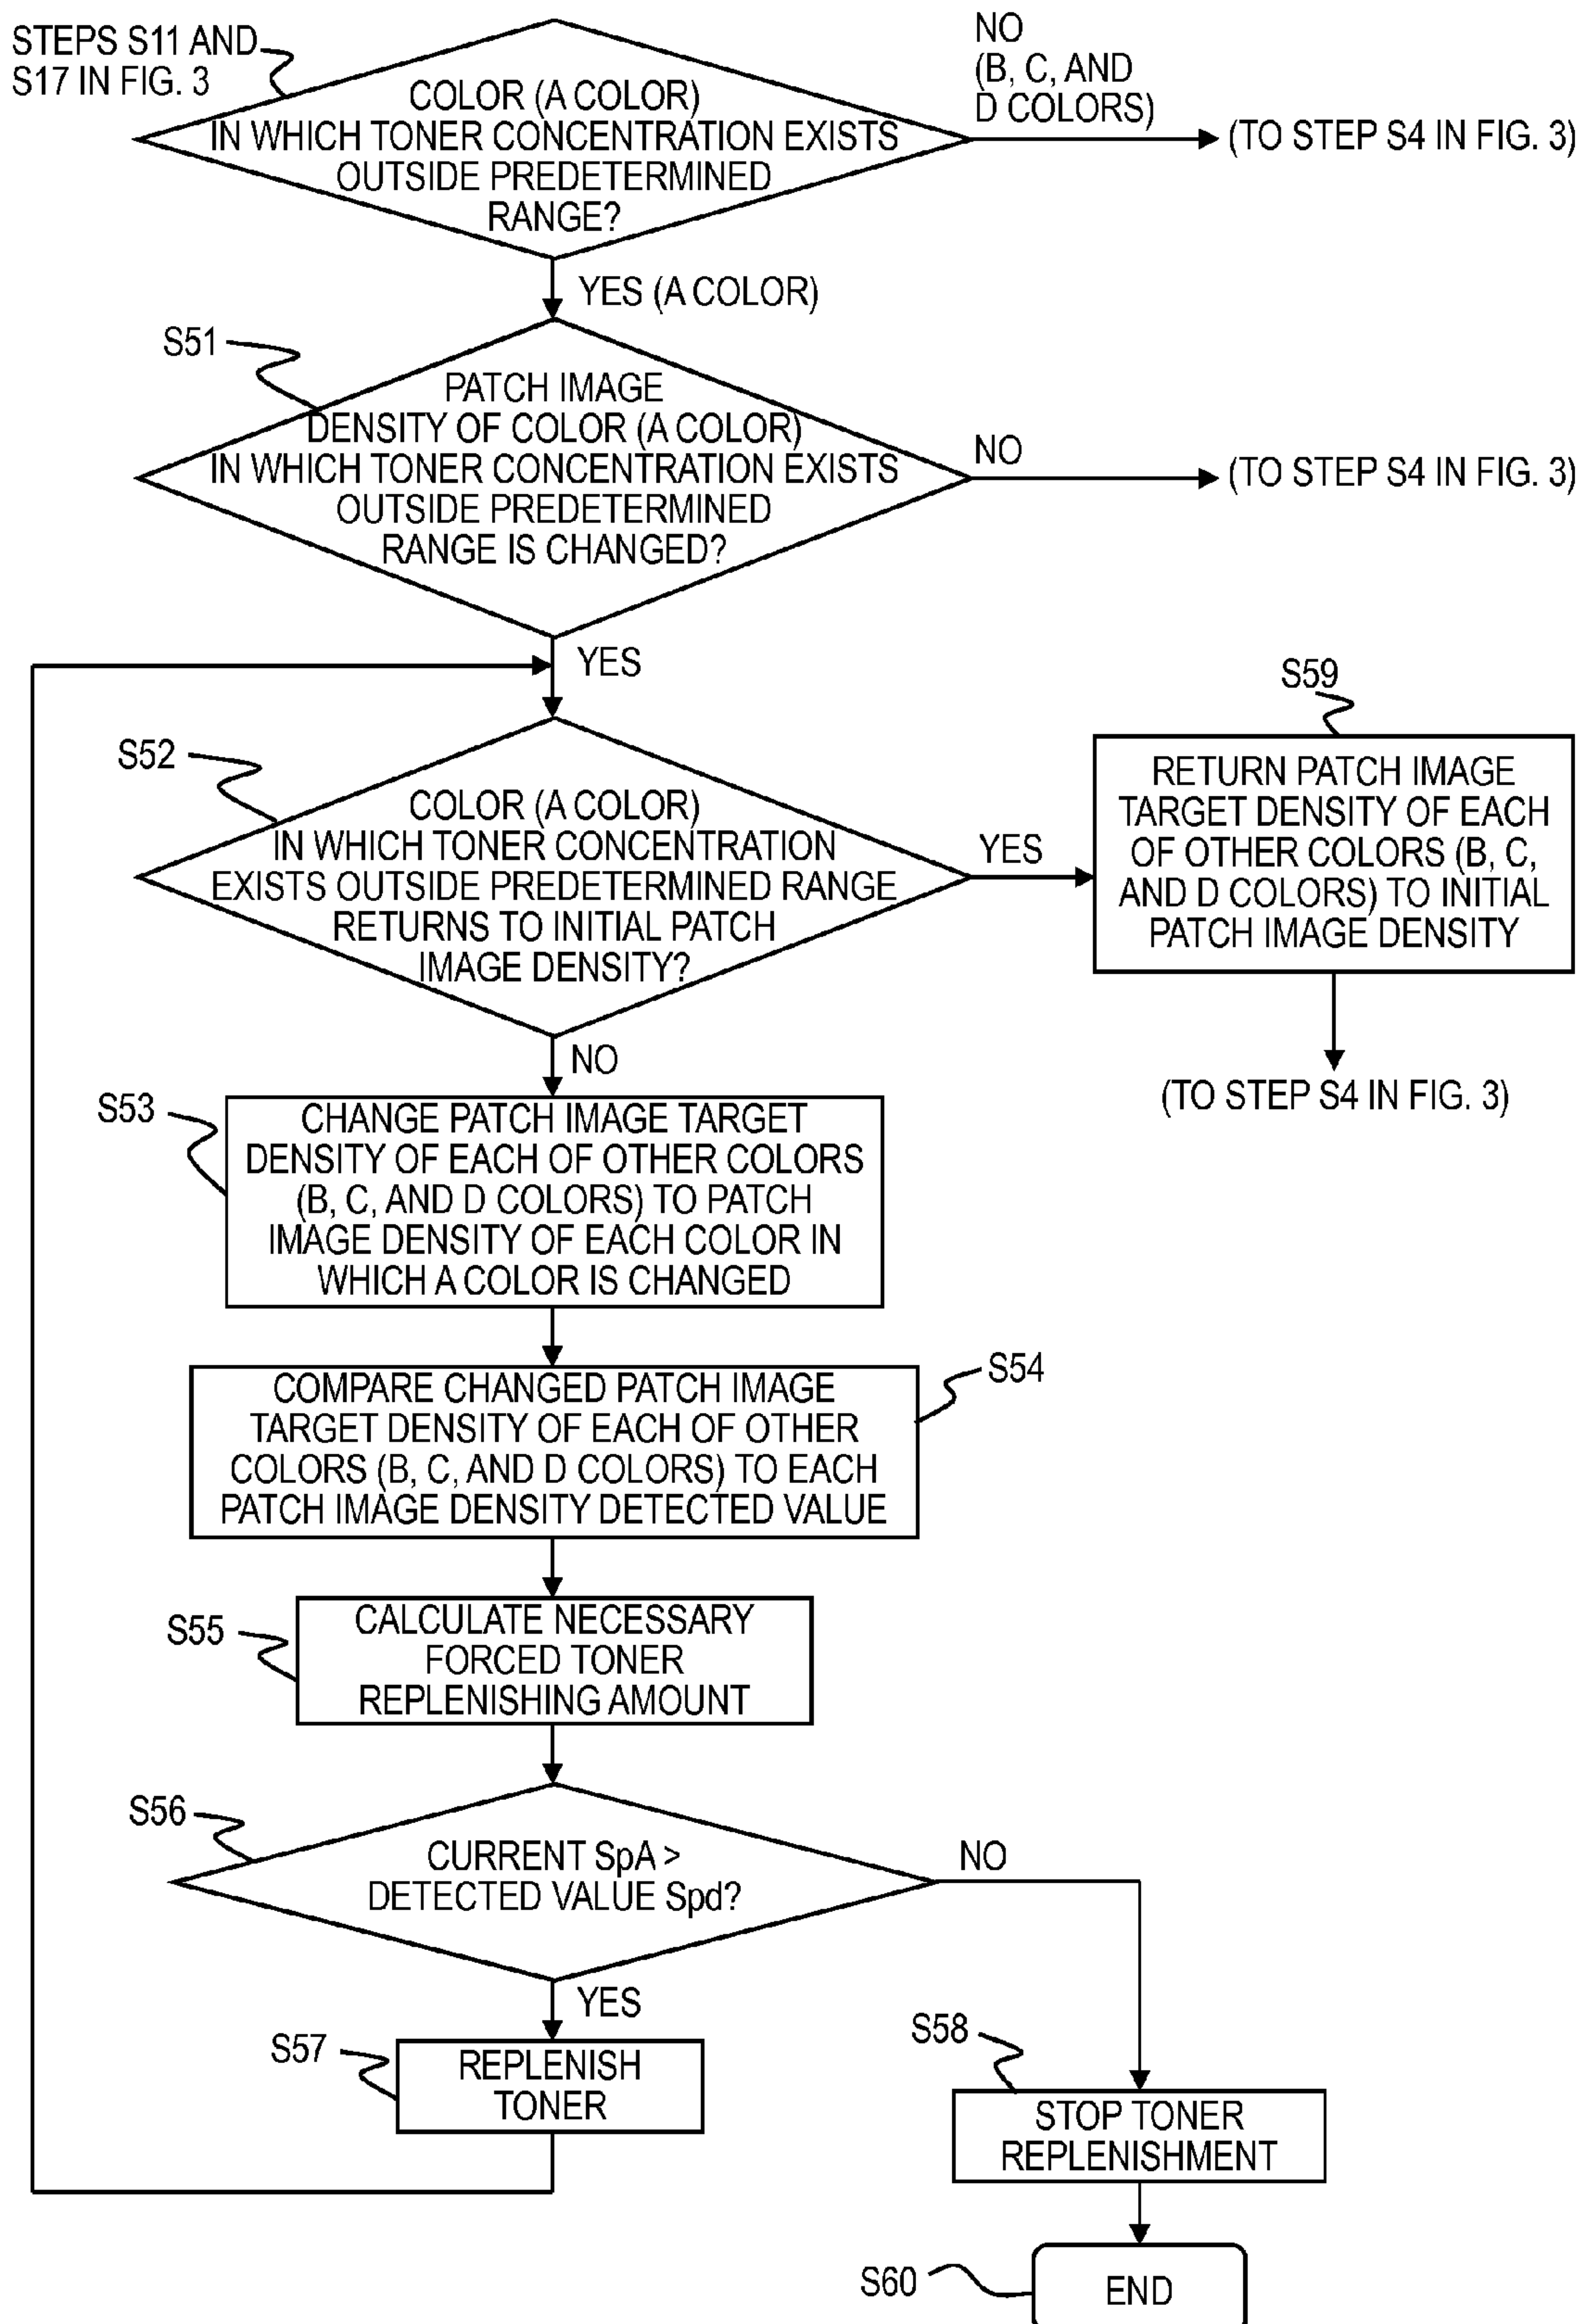 STEPS S11 AND
S17 IN FIG. 3
COLOR (A COLOR)
IN WHICH TONER CONCENTRATION EXISTS
OUTSIDE PREDETERMINED
RANGE?
NO
(B, C, AND
D COLORS)
(TO STEP S4 IN FIG. 3)
YES (A COLOR)
S51
PATCH IMAGE
DENSITY OF COLOR (A COLOR)
IN WHICH TONER CONCENTRATION EXISTS
OUTSIDE PREDETERMINED
RANGE IS CHANGED?
NO
(TO STEP S4 IN FIG. 3)
YES
S52
COLOR (A COLOR)
IN WHICH TONER CONCENTRATION
EXISTS OUTSIDE PREDETERMINED RANGE
RETURNS TO INITIAL PATCH
IMAGE DENSITY?
YES
S59
RETURN PATCH IMAGE
TARGET DENSITY OF EACH
OF OTHER COLORS (B, C,
AND D COLORS) TO INITIAL
PATCH IMAGE DENSITY
(TO STEP S4 IN FIG. 3)
NO
S53
CHANGE PATCH IMAGE TARGET
DENSITY OF EACH OF OTHER COLORS
(B, C, AND D COLORS) TO PATCH
IMAGE DENSITY OF EACH COLOR IN
WHICH A COLOR IS CHANGED
S54
COMPARE CHANGED PATCH IMAGE
TARGET DENSITY OF EACH OF OTHER
COLORS (B, C, AND D COLORS) TO EACH
PATCH IMAGE DENSITY DETECTED VALUE
S55
CALCULATE NECESSARY
FORCED TONER
REPLENISHING AMOUNT
S56
CURRENT SpA >
DETECTED VALUE Spd?
NO
YES
S57
REPLENISH
TONER
S58
STOP TONER
REPLENISHMENT
S60
END